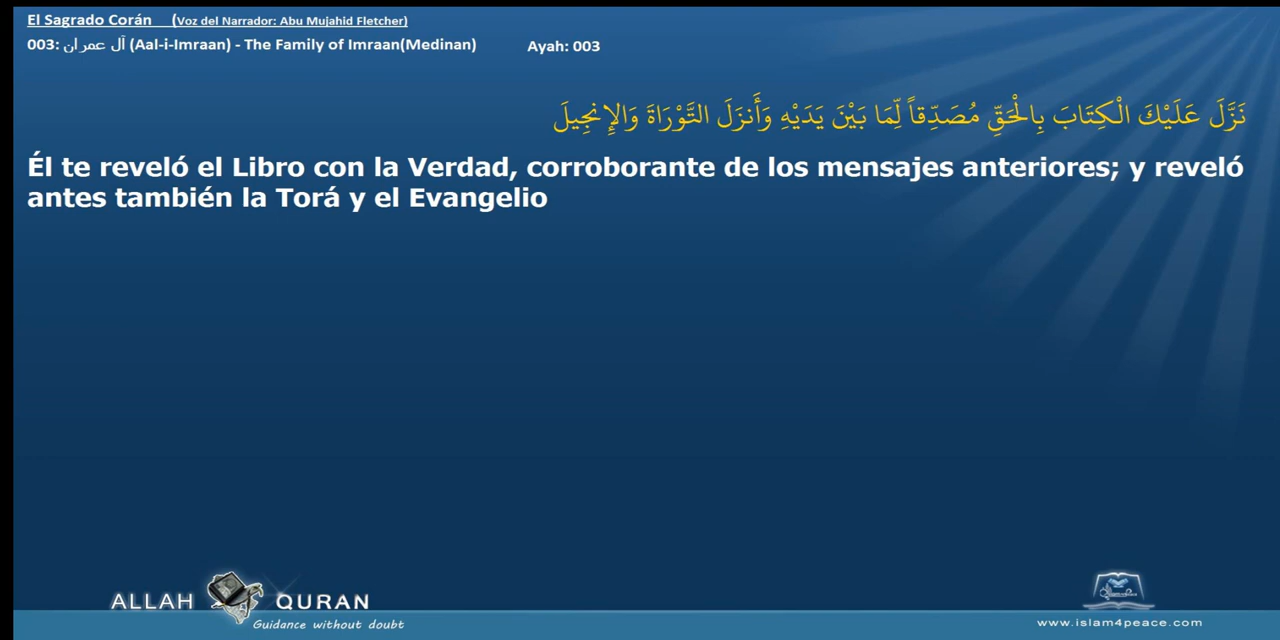 El Sagrado Corán (Voz del Narrador: Abu Mujahid Fletcher)
003: آل عمران (Aal-i-Imraan) - The Family of Imraan(Medinan) Ayah: 003
نَزَّلَ عَلَيْكَ الْكِتَابَ بِالْحَقِّ مُصَدِّقاً لِّمَا بَيْنَ يَدَيْهِ وَأَنزَلَ التَّوْرَاةَ وَالإِنجِيلَ
Él te reveló el Libro con la Verdad, corroborante de los mensajes anteriores; y reveló
antes también la Torá y el Evangelio
ALLAH QURAN
Guidance without doubt
www.islam4peace.com